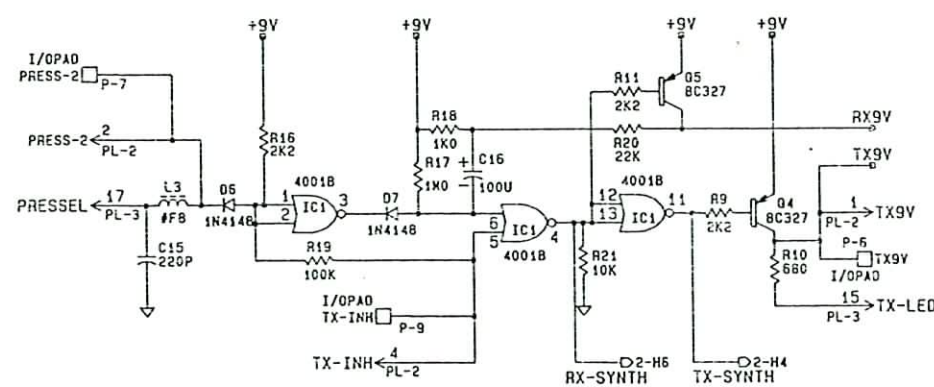 +9V
+9V
+9V
+9V
I/OPAD
PRESS-2
P-7
R11
2K2
Q5
BC327
PRESS-2
2
PL-2
R16
2K2
R18
1K0
R20
22K
RX9V
R17
1M0
+
C16
100U
-
TX9V
PRESSEL
17
PL-3
L3
#FB
D6
1N4148
1
2
4001B
3
IC1
D7
1N4148
6
5
IC1
4
4001B
4001B
12
13
IC1
11
R9
2K2
Q4
BC327
1
TX9V
PL-2
P-6
TX9V
I/OPAD
C15
220P
R19
100K
R21
10K
R10
680
15
TX-LED
PL-3
I/OPAD
TX-INH
P-9
TX-INH
4
PL-2
2-H6
RX-SYNTH
2-H4
TX-SYNTH